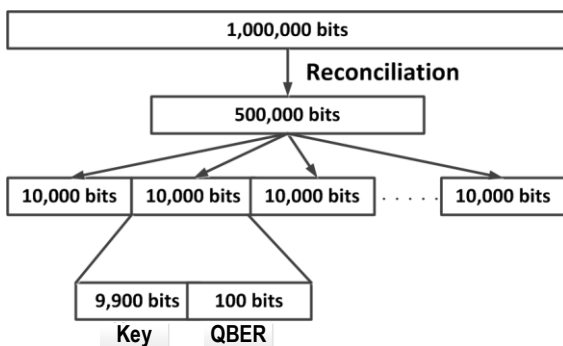 1,000,000 bits
Reconciliation
500,000 bits
10,000 bits 10,000 bits 10,000 bits ..... 10,000 bits
9,900 bits 100 bits
Key QBER